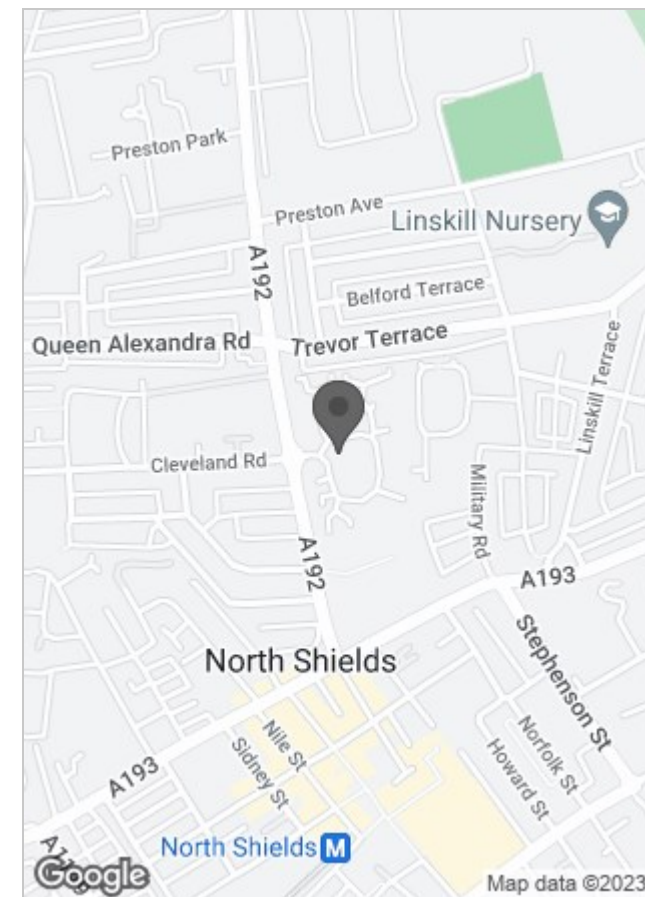 Preston Park
Preston Ave
Linskill Nursery
A192
Belford Terrace
Queen Alexandra Rd
Trevor Terrace
Linskill Terrace
Cleveland Rd
Military Rd
A192
A193
North Shields
Stephenson St
Nile St
Sidney St
Norfolk St
Howard St
A193
North Shields M
Google
Map data ©2023